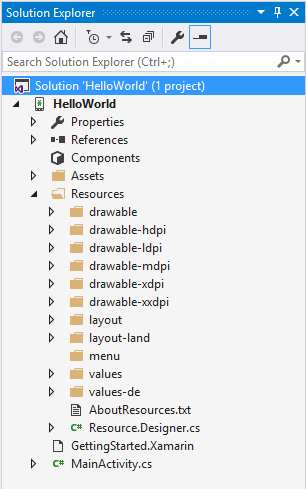 Solution Explorer
Search Solution Explorer (Ctrl+;)
Solution 'HelloWorld' (1 project)
HelloWorld
Properties
References
Components
Assets
Resources
drawable
drawable-hdpi
drawable-ldpi
drawable-mdpi
drawable-xdpi
drawable-xxdpi
layout
layout-land
menu
values
values-de
AboutResources.txt
C# Resource.Designer.cs
GettingStarted.Xamarin
C# MainActivity.cs